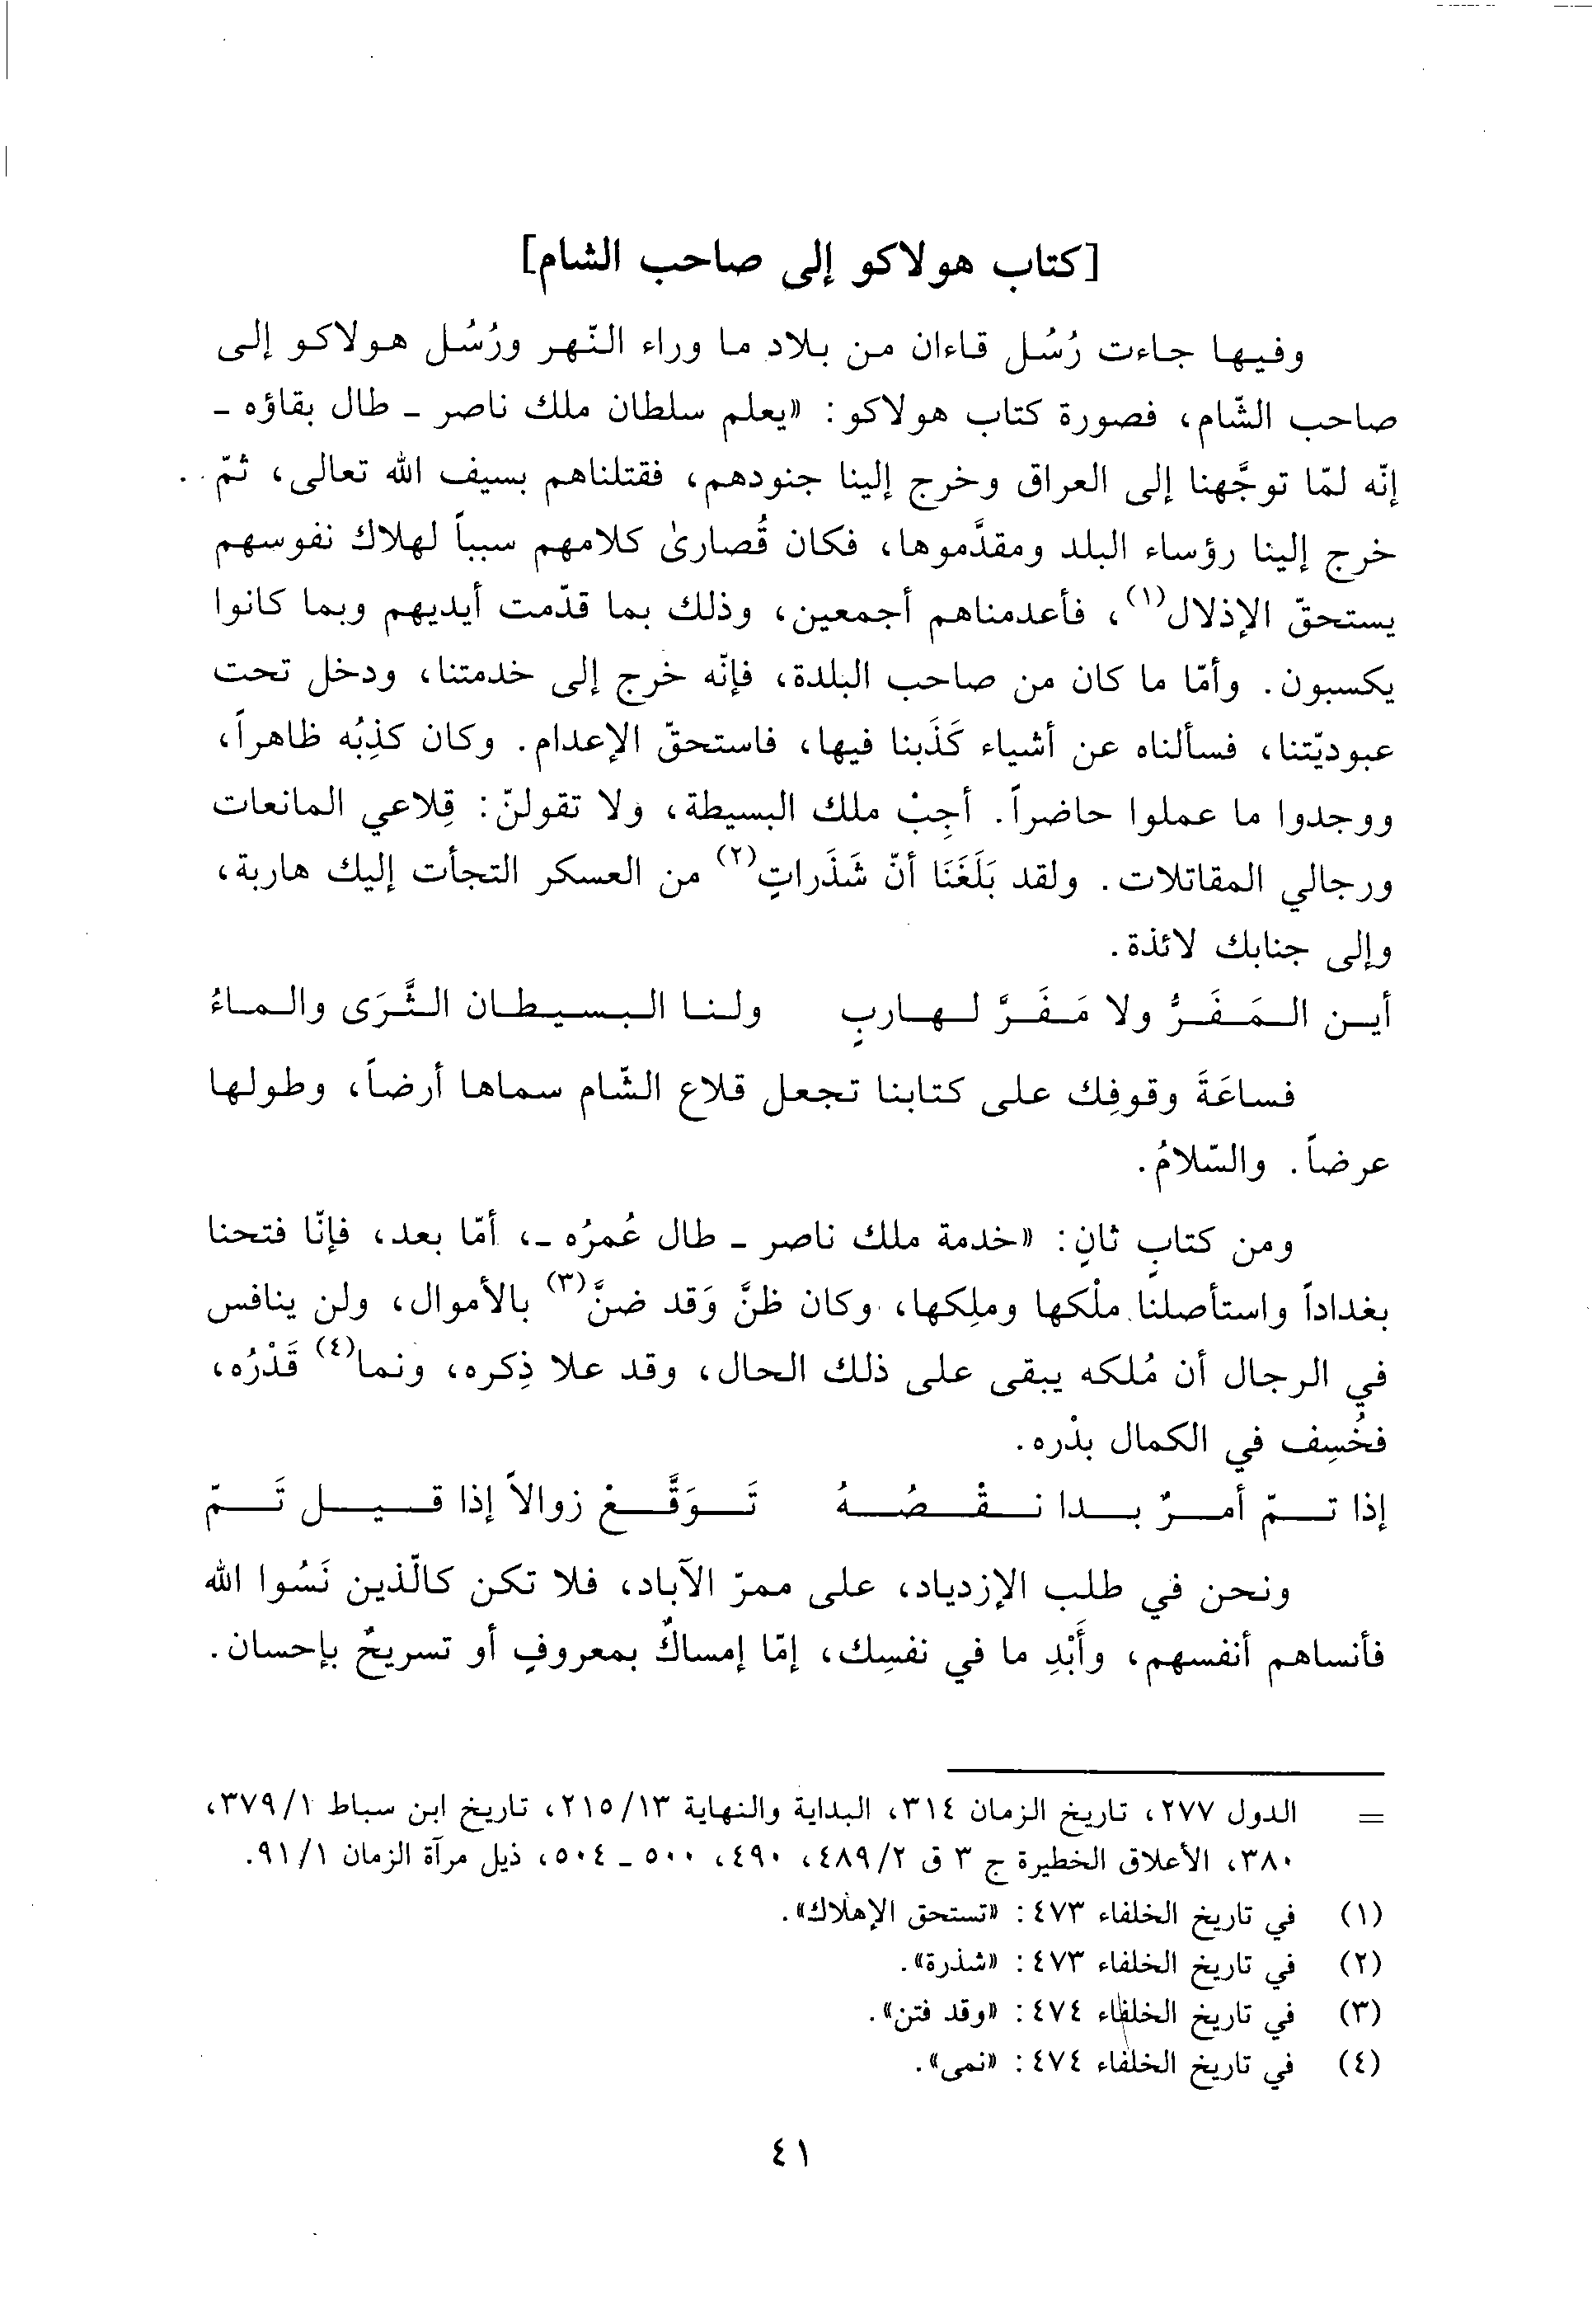 [كتاب هولاكو إلى صاحب الشام]
وفيها جاءت رُسُل قاءان من بلاد ما وراء النّهر ورُسُل هولاكو إلى
صاحب الشّام، فصورة كتاب هولاكو: «يعلم سلطان ملك ناصر ـ طال بقاؤه ـ
إنّه لمّا توجَّهنا إلى العراق وخرج إلينا جنودهم، فقتلناهم بسيف الله تعالى، ثمّ
خرج إلينا رؤساء البلد ومقدَّموها، فكان قُصارىٰ كلامهم سبباً لهلاك نفوسهم
يستحقّ الإذلال(١)، فأعدمناهم أجمعين، وذلك بما قدّمت أيديهم وبما كانوا
يكسبون. وأمّا ما كان من صاحب البلدة، فإنّه خرج إلى خدمتنا، ودخل تحت
عبوديّتنا، فسألناه عن أشياء كَذَبنا فيها، فاستحقّ الإعدام. وكان كذِبُه ظاهراً،
ووجدوا ما عملوا حاضراً. أجِبْ ملك البسيطة، ولا تقولنّ: قِلاعي المانعات
ورجالي المقاتلات. ولقد بَلَغَنَا أنّ شَذَراتٍ(٢) من العسكر التجأت إليك هاربة،
وإلى جنابك لائذة.
أين المَفَرُّ ولا مَفَرَّ لهاربٍ ولنا البسيطان الثَّرَى والماءُ
فساعَةَ وقوفِك على كتابنا تجعل قلاع الشّام سماها أرضاً، وطولها
عرضاً. والسّلامُ.
ومن كتابٍ ثانٍ: «خدمة ملك ناصر ـ طال عُمرُه ـ، أمّا بعد، فإنّا فتحنا
بغداداً واستأصلنا ملْكها وملِكها، وكان ظنَّ وَقد ضنَّ(٣) بالأموال، ولن ينافس
في الرجال أن مُلكه يبقى على ذلك الحال، وقد علا ذِكره، ونما(٤) قَدْرُه،
فخُسِف في الكمال بدْره.
إذا تمّ أمرٌ بدا نقْصُهُ تَوَقَّعْ زوالاً إذا قيل تَمّ
ونحن في طلب الإزدياد، على ممرّ الآباد، فلا تكن كالّذين نَسُوا الله
فأنساهم أنفسهم، وأَبْدِ ما في نفسِك، إمّا إمساكٌ بمعروفٍ أو تسريحٌ بإحسان.
= الدول ٢٧٧، تاريخ الزمان ٣١٤، البداية والنهاية ٢١٥/١٣، تاريخ ابن سباط ٣٧٩/١،
٣٨٠، الأعلاق الخطيرة ج ٣ ق ٤٨٩/٢، ٤٩٠، ٥٠٠ ـ ٥٠٤، ذيل مرآة الزمان ٩١/١.
(١) في تاريخ الخلفاء ٤٧٣: «تستحق الإهلاك».
(٢) في تاريخ الخلفاء ٤٧٣: «شذرة».
(٣) في تاريخ الخلفاء ٤٧٤: «وقد فتن».
(٤) في تاريخ الخلفاء ٤٧٤: «نمى».
٤١